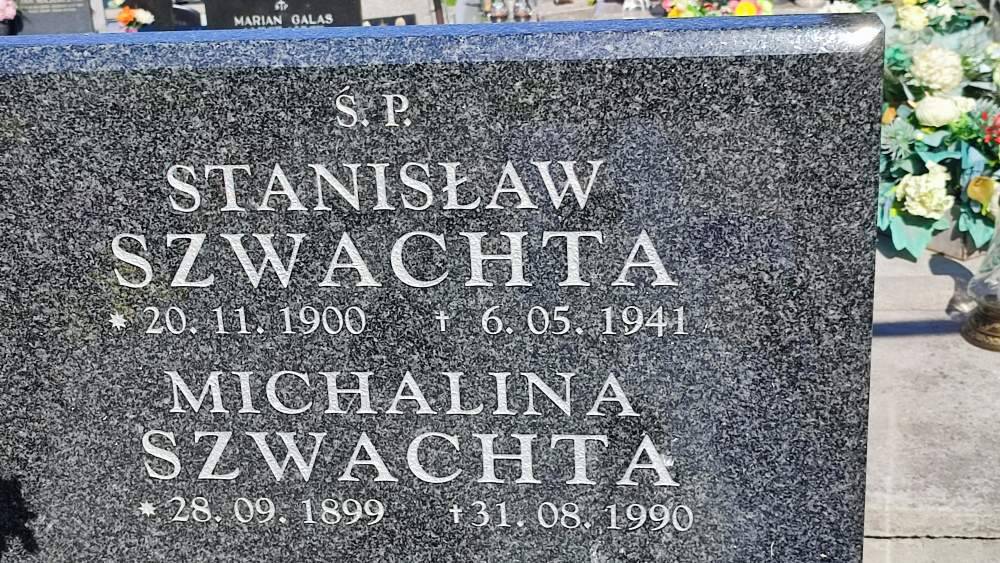 MARIAN GALAS
Ś. P.
STANISŁAW
SZWACHTA
* 20. 11. 1900 † 6. 05. 1941
MICHALINA
SZWACHTA
* 28. 09. 1899 † 31. 08. 1990